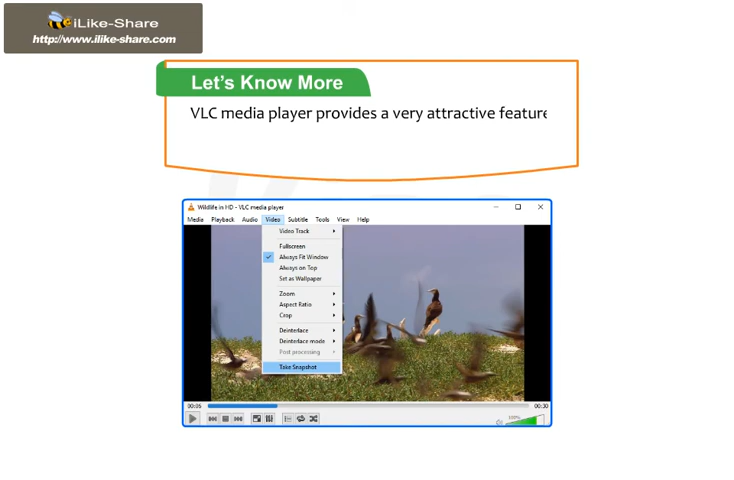 iLike-Share
http://www.ilike-share.com
Let's Know More
VLC media player provides a very attractive feature
Wildlife in HD - VLC media player
Media Playback Audio Video Subtitle Tools View Help
Video Track
Fullscreen
Always Fit Window
Always on Top
Set as Wallpaper
Zoom
Aspect Ratio
Crop
Deinterlace
Deinterlace mode
Post processing
Take Snapshot
00:05
00:30
100%